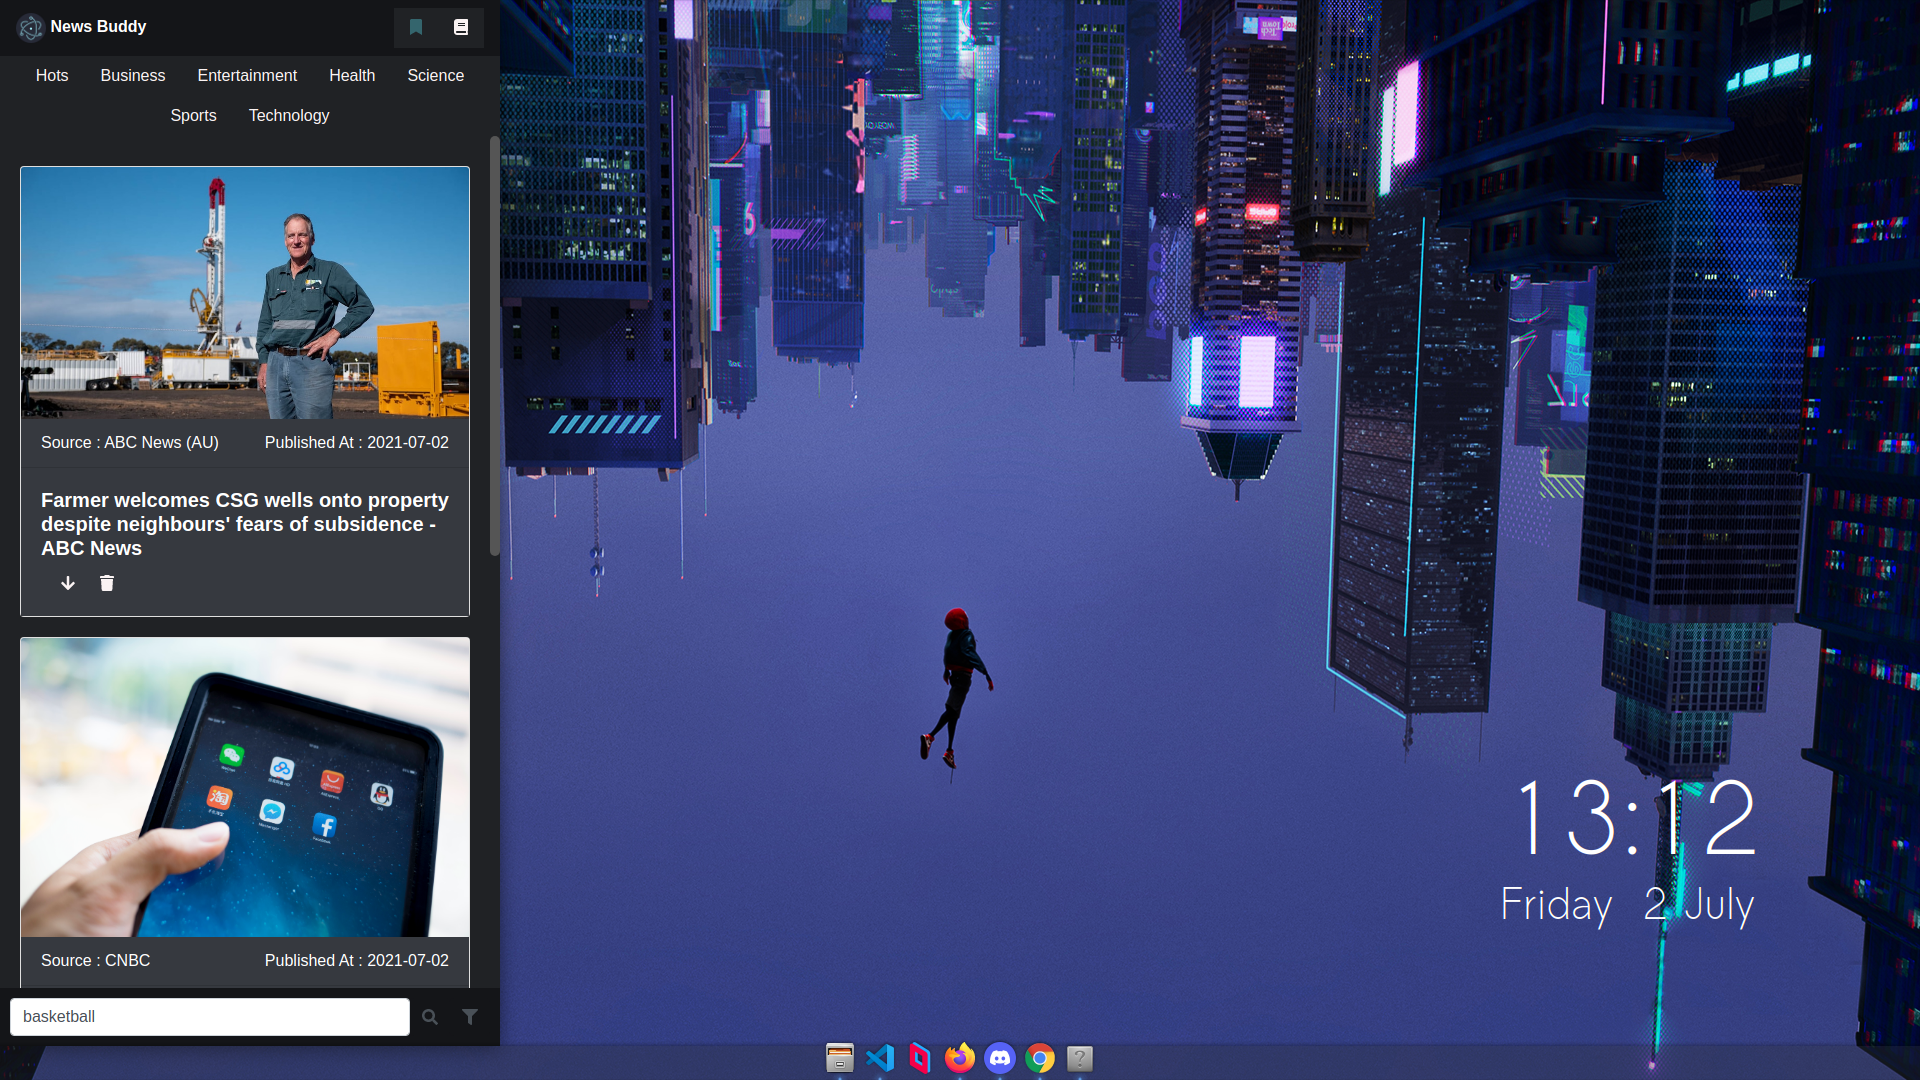 News Buddy
Hots Business Entertainment Health Science
Sports Technology
Source : ABC News (AU) Published At : 2021-07-02
Farmer welcomes CSG wells onto property
despite neighbours' fears of subsidence -
ABC News
Source : CNBC Published At : 2021-07-02
basketball
13:12
Friday 2 July